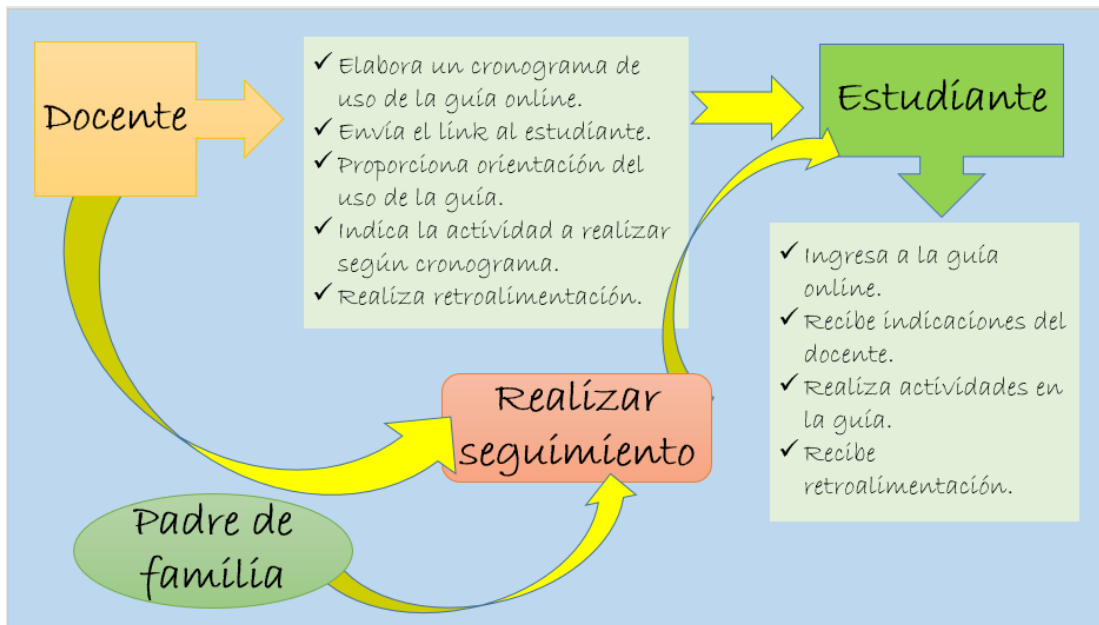 Docente
✓ Elabora un cronograma de
uso de la guía online.
✓ Envía el link al estudiante.
✓ Proporciona orientación del
uso de la guía.
✓ Indica la actividad a realizar
según cronograma.
✓ Realiza retroalimentación.
Estudiante
✓ Ingresa a la guía
online.
✓ Recibe indicaciones del
docente.
✓ Realiza actividades en
la guía.
✓ Recibe
retroalimentación.
Realizar
seguimiento
Padre de
familia